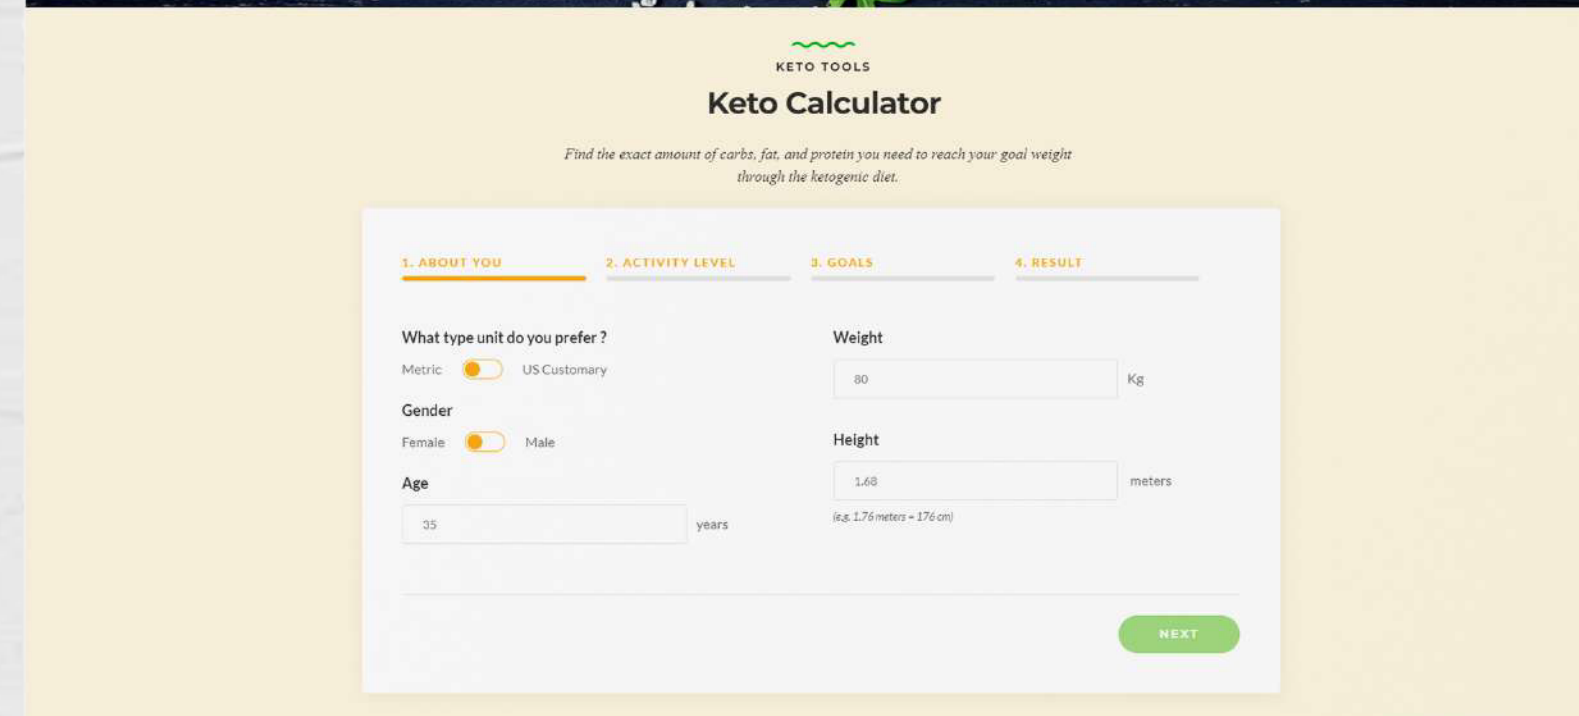 KETO TOOLS
Keto Calculator
Find the exact amount of carbs, fat, and protein you need to reach your goal weight
through the ketogenic diet.
1. ABOUT YOU
2. ACTIVITY LEVEL
3. GOALS
4. RESULT
What type unit do you prefer ?
Metric US Customary
Gender
Female Male
Age
35 years
Weight
80 Kg
Height
1.68 meters
(e.g. 1.76 meters = 176 cm)
NEXT